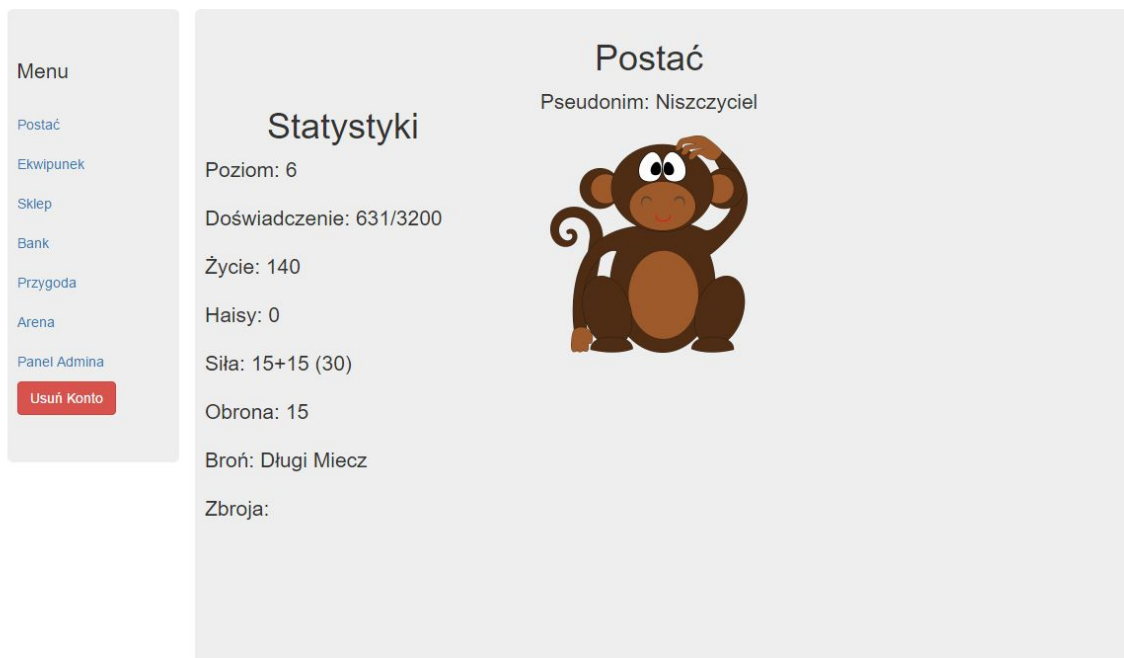 Menu
Postać
Ekwipunek
Sklep
Bank
Przygoda
Arena
Panel Admina
Usuń Konto
Postać
Pseudonim: Niszczyciel
Statystyki
Poziom: 6
Doświadczenie: 631/3200
Życie: 140
Haisy: 0
Siła: 15+15 (30)
Obrona: 15
Broń: Długi Miecz
Zbroja: